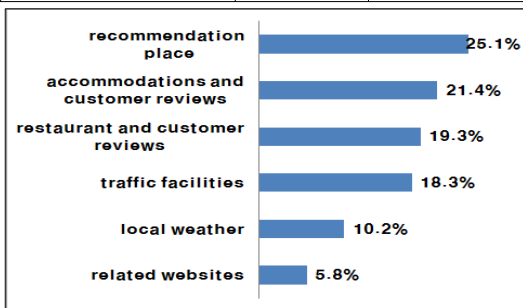 recommendation
place
25.1%
accommodations and
customer reviews
21.4%
restaurant and customer
reviews
19.3%
traffic facilities
18.3%
local weather
10.2%
related websites
5.8%